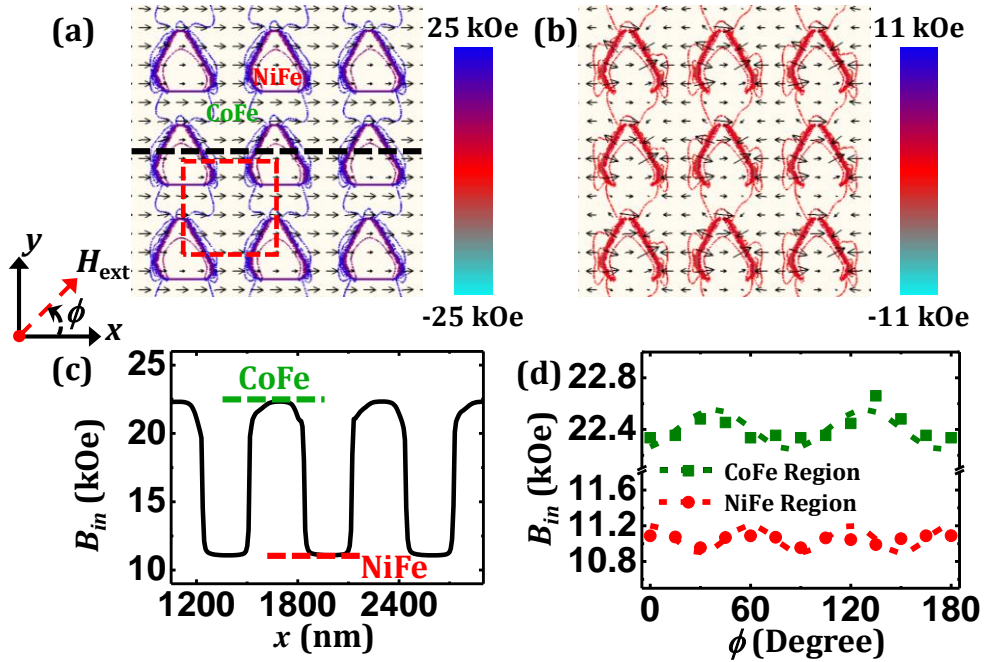 (a)
NiFe
CoFe
25 kOe
-25 kOe
(b)
11 kOe
-11 kOe
y
H_ext
ϕ
x
(c)
CoFe
NiFe
B_in (kOe)
25
20
15
10
1200 1800 2400
x (nm)
(d)
B_in (kOe)
22.8
22.4
11.6
11.2
10.8
CoFe Region
NiFe Region
0 60 120 180
ϕ (Degree)